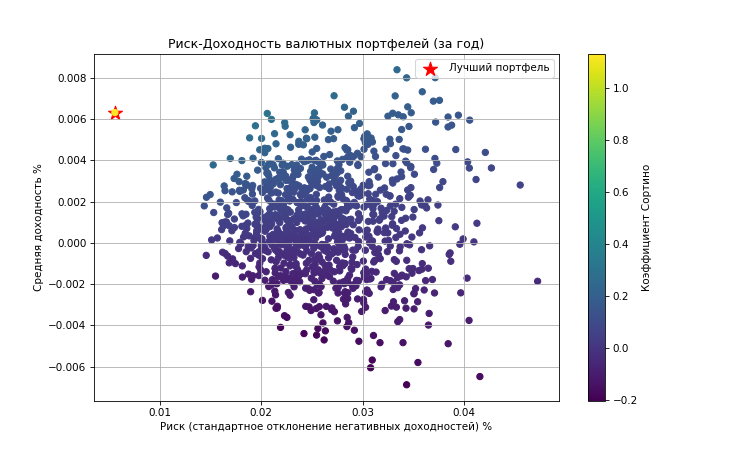 Риск-Доходность валютных портфелей (за год)
Лучший портфель
Средняя доходность %
0.008
0.006
0.004
0.002
0.000
−0.002
−0.004
−0.006
0.01 0.02 0.03 0.04
Риск (стандартное отклонение негативных доходностей) %
1.0
0.8
0.6
0.4
0.2
0.0
−0.2
Коэффициент Сортино